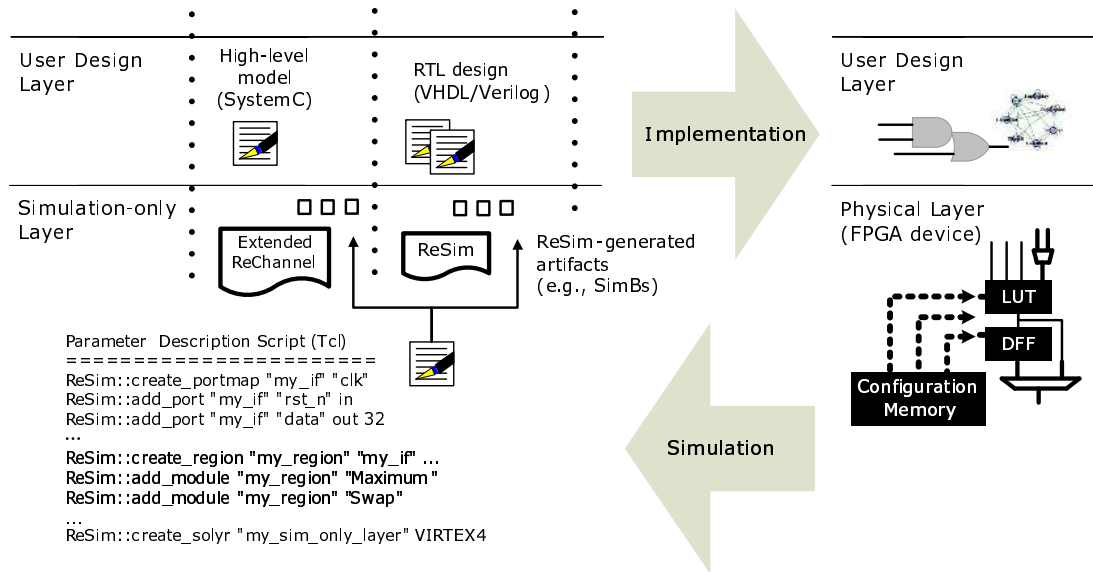 User Design
Layer
High-level
model
(SystemC)
RTL design
(VHDL/Verilog)
Simulation-only
Layer
Extended
ReChannel
ReSim
ReSim-generated
artifacts
(e.g., SimBs)
Parameter Description Script (Tcl)
=======================
ReSim::create_portmap "my_if" "clk"
ReSim::add_port "my_if" "rst_n" in
ReSim::add_port "my_if" "data" out 32
...
ReSim::create_region "my_region" "my_if" ...
ReSim::add_module "my_region" "Maximum"
ReSim::add_module "my_region" "Swap"
...
ReSim::create_solyr "my_sim_only_layer" VIRTEX4
Implementation
Simulation
User Design
Layer
Physical Layer
(FPGA device)
LUT
DFF
Configuration
Memory